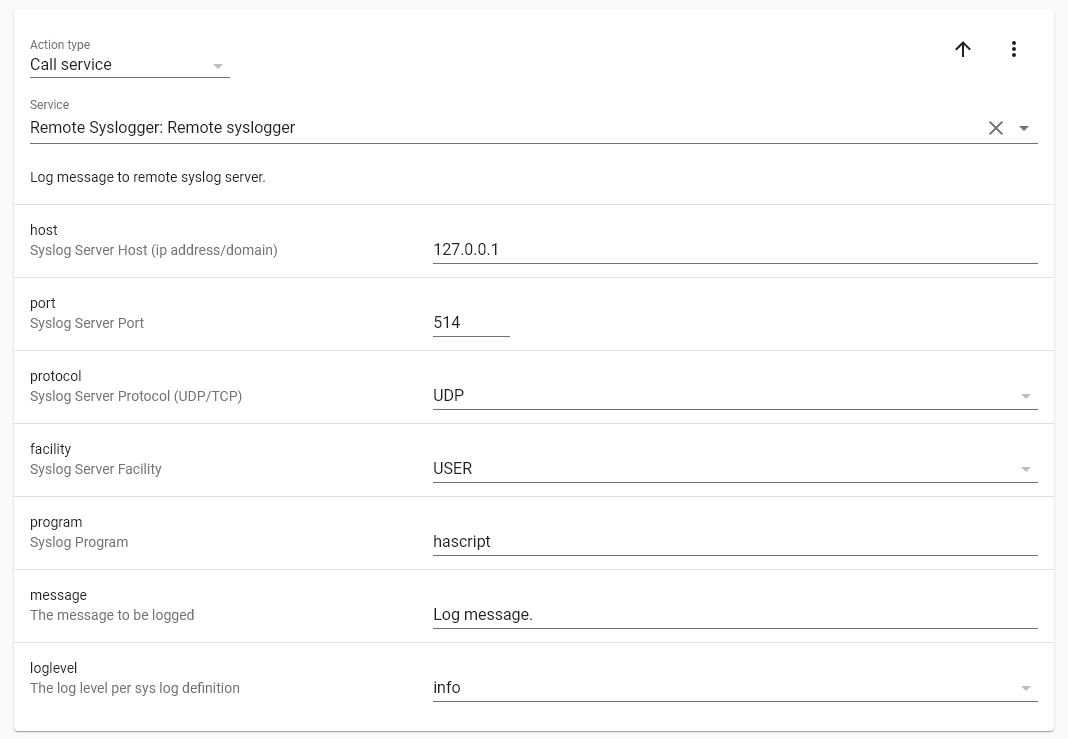 Action type
Call service
Service
Remote Syslogger: Remote syslogger
Log message to remote syslog server.
host
Syslog Server Host (ip address/domain)
127.0.0.1
port
Syslog Server Port
514
protocol
Syslog Server Protocol (UDP/TCP)
UDP
facility
Syslog Server Facility
USER
program
Syslog Program
hascript
message
The message to be logged
Log message.
loglevel
The log level per sys log definition
info